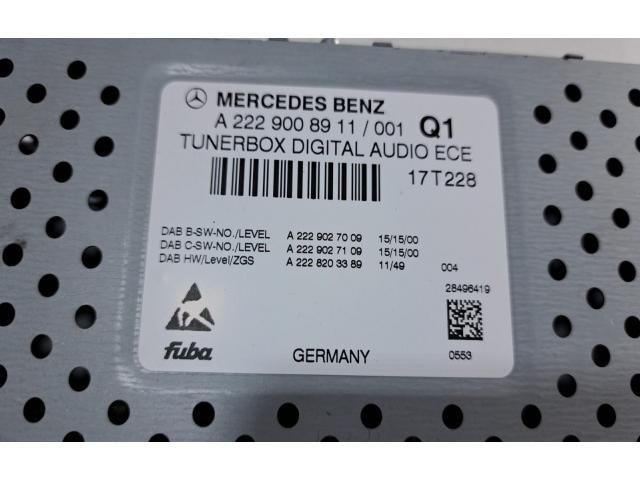 MERCEDES BENZ
A 222 900 89 11 / 001 Q1
TUNERBOX DIGITAL AUDIO ECE
17T228
DAB B-SW-NO./LEVEL A 222 902 70 09 15/15/00
DAB C-SW-NO./LEVEL A 222 902 71 09 15/15/00
DAB HW/Level/ZGS A 222 820 33 89 11/49 004
28496419
fuba GERMANY 0553